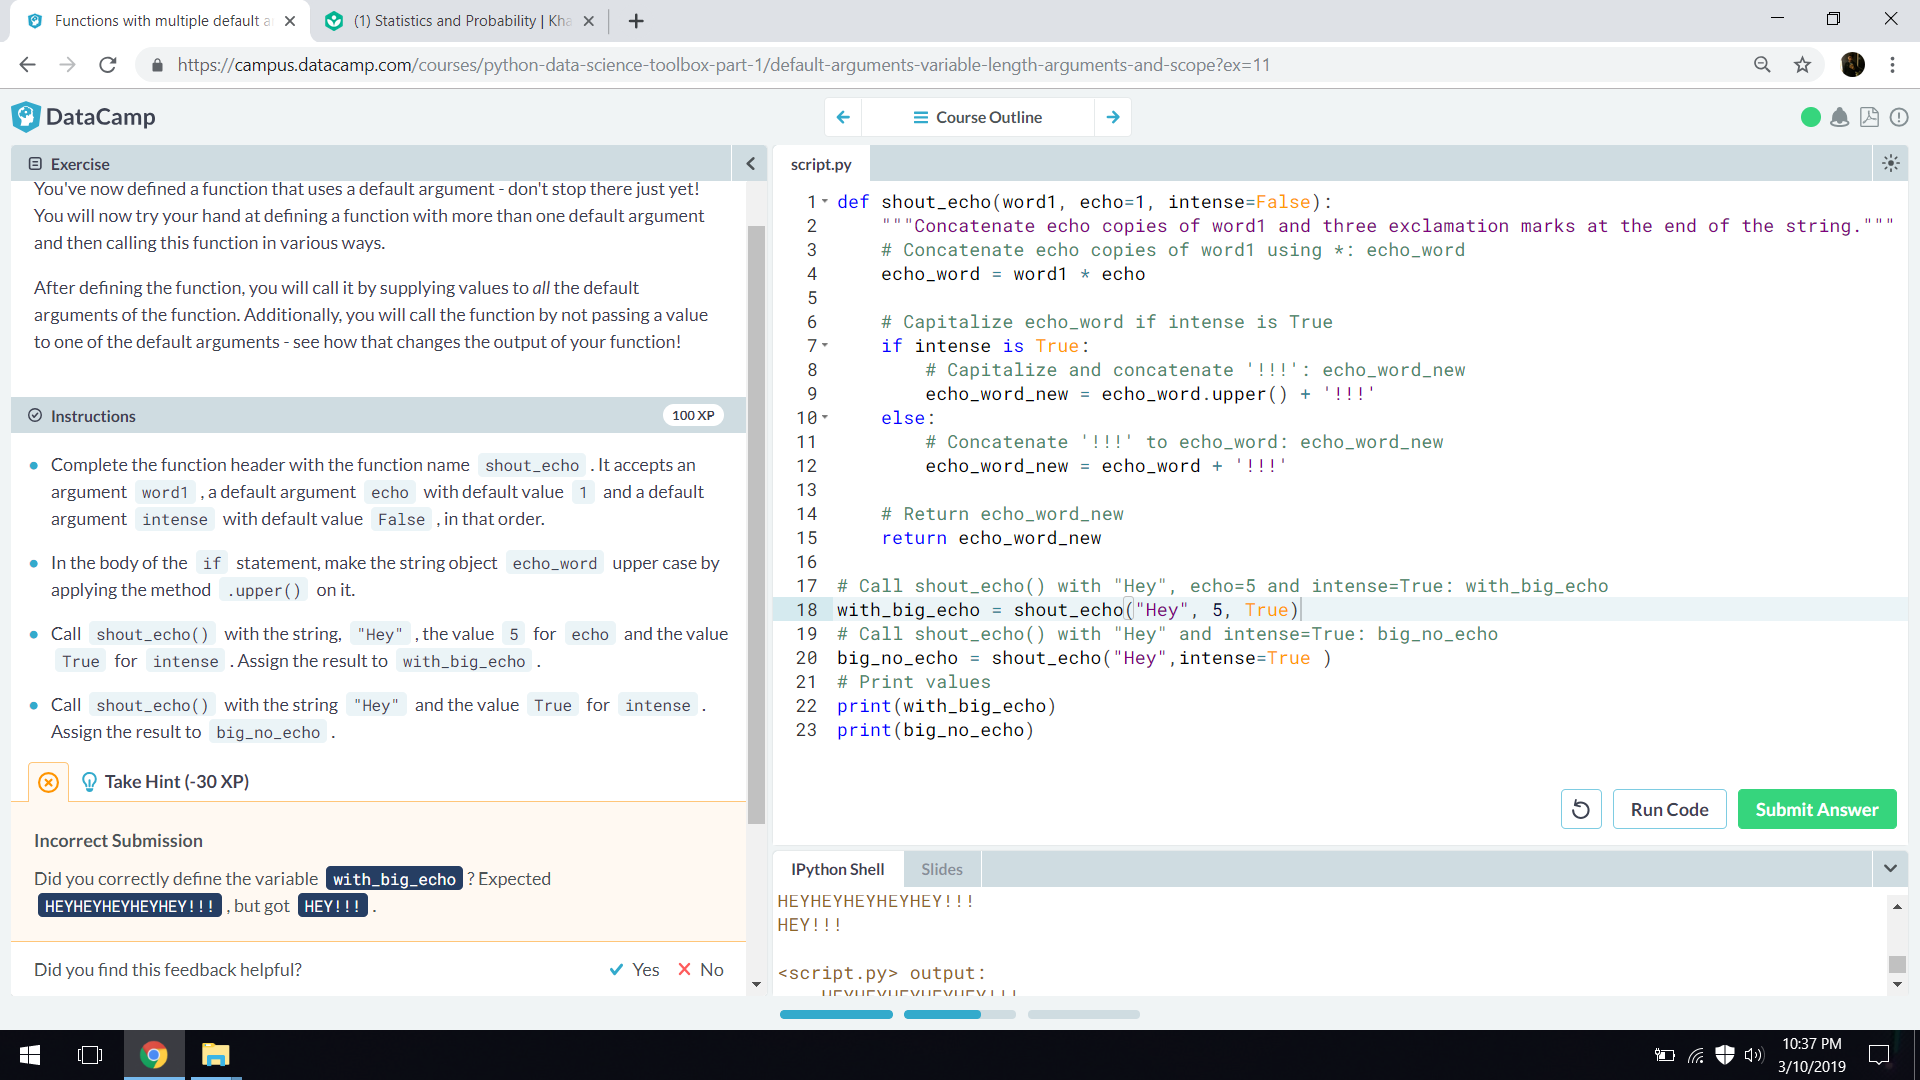 Functions with multiple default a
(1) Statistics and Probability | Kha
https://campus.datacamp.com/courses/python-data-science-toolbox-part-1/default-arguments-variable-length-arguments-and-scope?ex=11
DataCamp
Course Outline
Exercise
You've now defined a function that uses a default argument - don't stop there just yet!
You will now try your hand at defining a function with more than one default argument
and then calling this function in various ways.
After defining the function, you will call it by supplying values to all the default
arguments of the function. Additionally, you will call the function by not passing a value
to one of the default arguments - see how that changes the output of your function!
Instructions
100 XP
Complete the function header with the function name shout_echo . It accepts an
argument word1 , a default argument echo with default value 1 and a default
argument intense with default value False , in that order.
In the body of the if statement, make the string object echo_word upper case by
applying the method .upper() on it.
Call shout_echo() with the string, "Hey" , the value 5 for echo and the value
True for intense . Assign the result to with_big_echo .
Call shout_echo() with the string "Hey" and the value True for intense .
Assign the result to big_no_echo .
Take Hint (-30 XP)
Incorrect Submission
Did you correctly define the variable with_big_echo ? Expected
HEYHEYHEYHEYHEY!!! , but got HEY!!! .
Did you find this feedback helpful?
Yes
No
script.py
1 def shout_echo(word1, echo=1, intense=False):
2 """Concatenate echo copies of word1 and three exclamation marks at the end of the string."""
3 # Concatenate echo copies of word1 using *: echo_word
4 echo_word = word1 * echo
5
6 # Capitalize echo_word if intense is True
7 if intense is True:
8 # Capitalize and concatenate '!!!': echo_word_new
9 echo_word_new = echo_word.upper() + '!!!'
10 else:
11 # Concatenate '!!!' to echo_word: echo_word_new
12 echo_word_new = echo_word + '!!!'
13
14 # Return echo_word_new
15 return echo_word_new
16
17 # Call shout_echo() with "Hey", echo=5 and intense=True: with_big_echo
18 with_big_echo = shout_echo("Hey", 5, True)
19 # Call shout_echo() with "Hey" and intense=True: big_no_echo
20 big_no_echo = shout_echo("Hey",intense=True )
21 # Print values
22 print(with_big_echo)
23 print(big_no_echo)
Run Code
Submit Answer
IPython Shell
Slides
HEYHEYHEYHEYHEY!!!
HEY!!!
<script.py> output:
HEYHEYHEYHEYHEY!!!
10:37 PM
3/10/2019